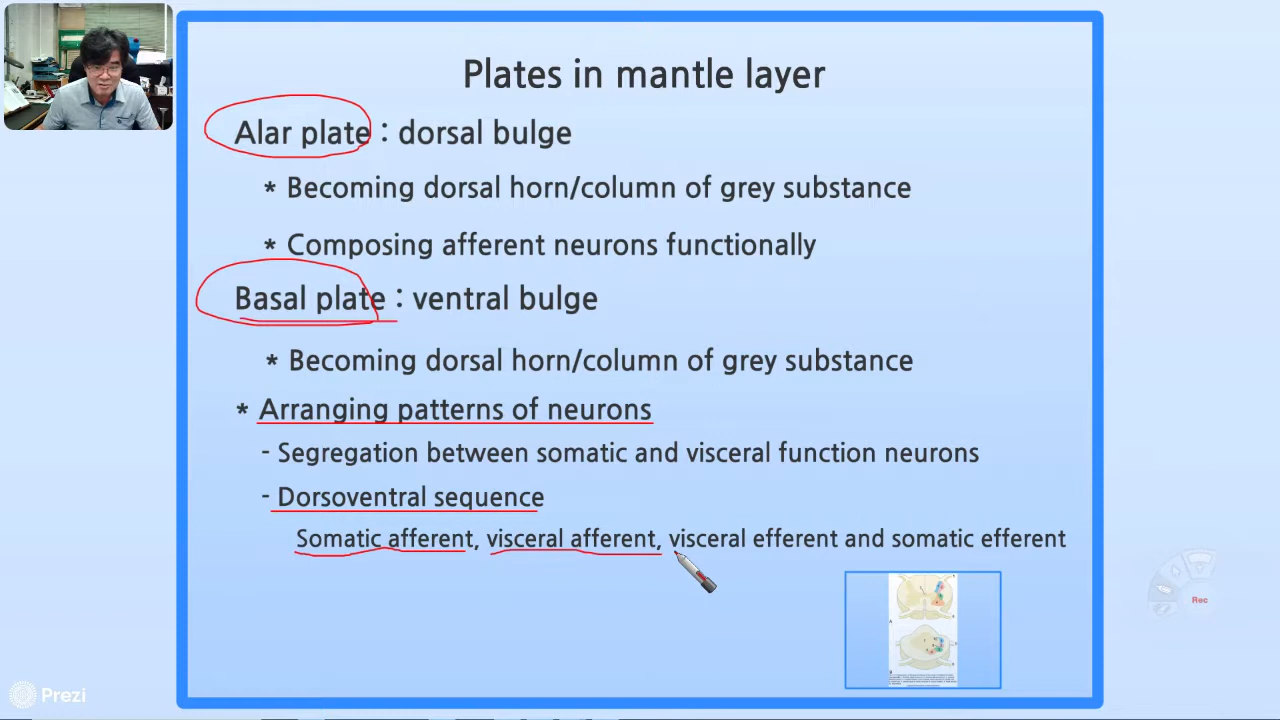 Plates in mantle layer
Alar plate : dorsal bulge
* Becoming dorsal horn/column of grey substance
* Composing afferent neurons functionally
Basal plate : ventral bulge
* Becoming dorsal horn/column of grey substance
* Arranging patterns of neurons
- Segregation between somatic and visceral function neurons
- Dorsoventral sequence
Somatic afferent, visceral afferent, visceral efferent and somatic efferent
Rec
Prezi